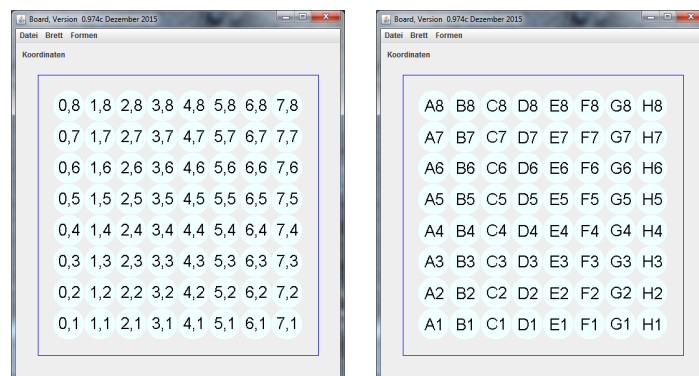 Board, Version 0.974c Dezember 2015
Datei Brett Formen
Koordinaten
0,8 1,8 2,8 3,8 4,8 5,8 6,8 7,8
0,7 1,7 2,7 3,7 4,7 5,7 6,7 7,7
0,6 1,6 2,6 3,6 4,6 5,6 6,6 7,6
0,5 1,5 2,5 3,5 4,5 5,5 6,5 7,5
0,4 1,4 2,4 3,4 4,4 5,4 6,4 7,4
0,3 1,3 2,3 3,3 4,3 5,3 6,3 7,3
0,2 1,2 2,2 3,2 4,2 5,2 6,2 7,2
0,1 1,1 2,1 3,1 4,1 5,1 6,1 7,1
Board, Version 0.974c Dezember 2015
Datei Brett Formen
Koordinaten
A8 B8 C8 D8 E8 F8 G8 H8
A7 B7 C7 D7 E7 F7 G7 H7
A6 B6 C6 D6 E6 F6 G6 H6
A5 B5 C5 D5 E5 F5 G5 H5
A4 B4 C4 D4 E4 F4 G4 H4
A3 B3 C3 D3 E3 F3 G3 H3
A2 B2 C2 D2 E2 F2 G2 H2
A1 B1 C1 D1 E1 F1 G1 H1